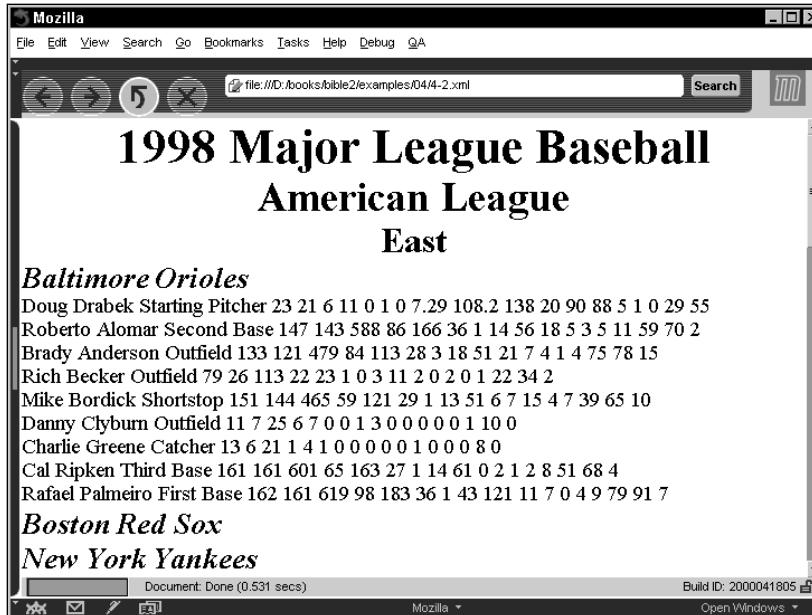 Mozilla
File Edit View Search Go Bookmarks Tasks Help Debug QA
file:///D:/books/bible2/examples/04/4-2.xml Search
1998 Major League Baseball
American League
East
Baltimore Orioles
Doug Drabek Starting Pitcher 23 21 6 11 0 1 0 7.29 108.2 138 20 90 88 5 1 0 29 55
Roberto Alomar Second Base 147 143 588 86 166 36 1 14 56 18 5 3 5 11 59 70 2
Brady Anderson Outfield 133 121 479 84 113 28 3 18 51 21 7 4 1 4 75 78 15
Rich Becker Outfield 79 26 113 22 23 1 0 3 11 2 0 2 0 1 22 34 2
Mike Bordick Shortstop 151 144 465 59 121 29 1 13 51 6 7 15 4 7 39 65 10
Danny Clyburn Outfield 11 7 25 6 7 0 0 1 3 0 0 0 0 0 1 10 0
Charlie Greene Catcher 13 6 21 1 4 1 0 0 0 0 0 1 0 0 0 8 0
Cal Ripken Third Base 161 161 601 65 163 27 1 14 61 0 2 1 2 8 51 68 4
Rafael Palmeiro First Base 162 161 619 98 183 36 1 43 121 11 7 0 4 9 79 91 7
Boston Red Sox
New York Yankees
Document: Done (0.531 secs) Build ID: 2000041805
Mozilla Open Windows